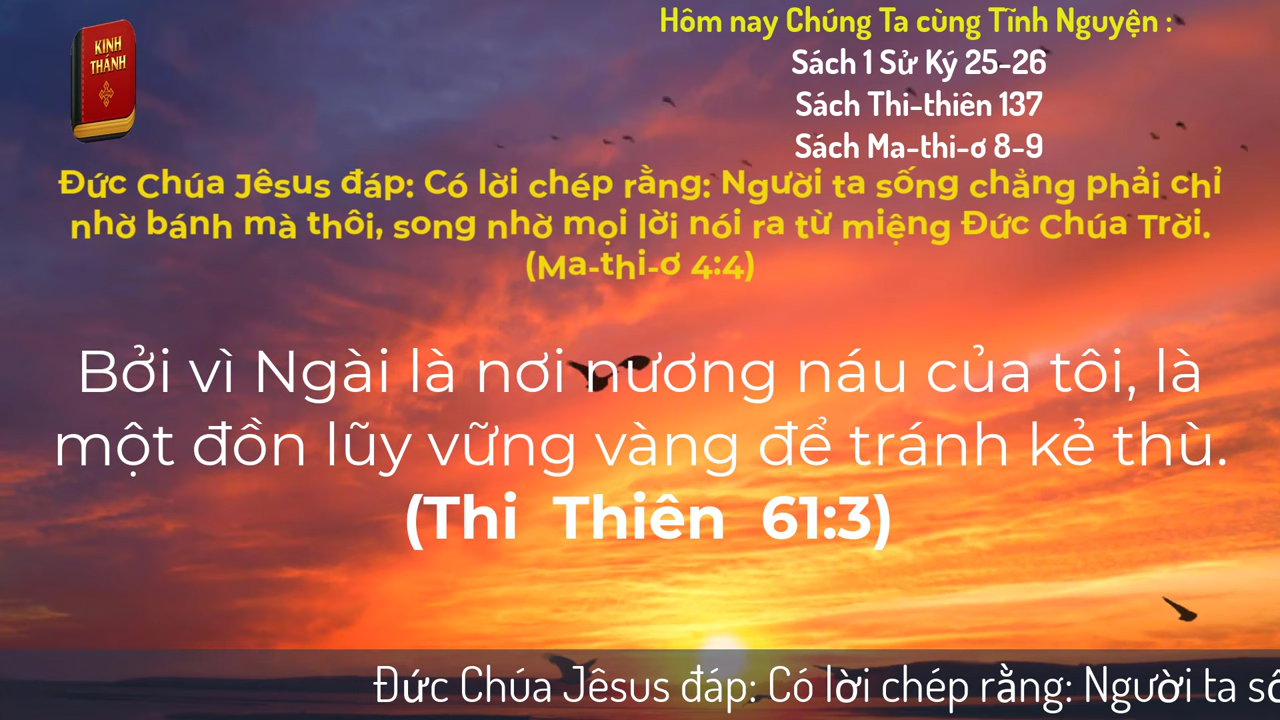 KINH
THÁNH
Hôm nay Chúng Ta cùng Tĩnh Nguyện :
Sách 1 Sử Ký 25-26
Sách Thi-thiên 137
Sách Ma-thi-ơ 8-9
Đức Chúa Jêsus đáp: Có lời chép rằng: Người ta sống chẳng phải chỉ
nhờ bánh mà thôi, song nhờ mọi lời nói ra từ miệng Đức Chúa Trời.
(Ma-thi-ơ 4:4)
Bởi vì Ngài là nơi nương náu của tôi, là
một đồn lũy vững vàng để tránh kẻ thù.
(Thi Thiên 61:3)
Đức Chúa Jêsus đáp: Có lời chép rằng: Người ta